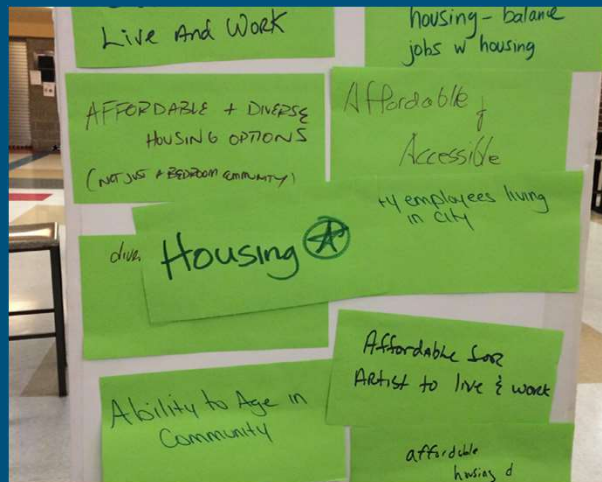 Live And Work
housing - balance
jobs w housing
AFFORDABLE + DIVERSE
HOUSING OPTIONS
(NOT JUST A BEDROOM COMMUNITY)
Affordable &
Accessible
employees living
in city
Housing
Affordable for
Artist to live & work
Ability to Age in
Community
affordable
housing